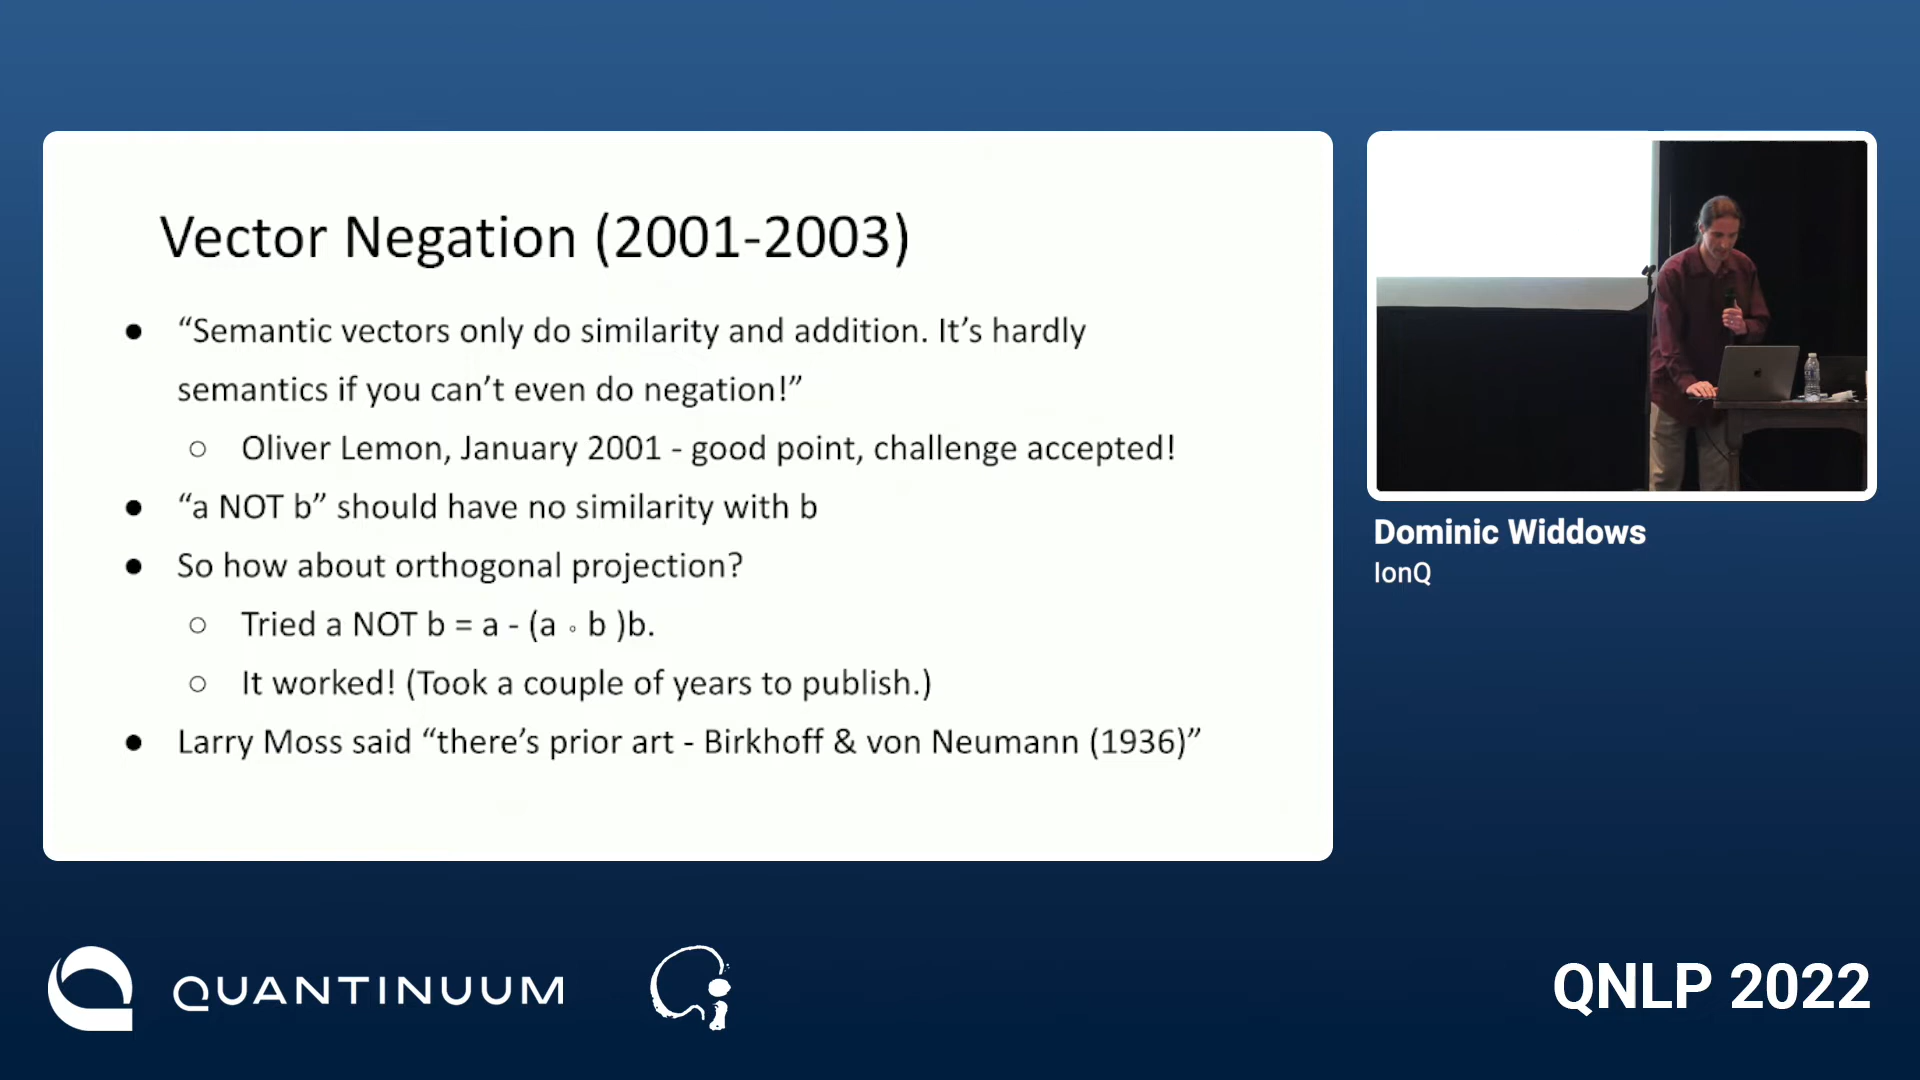 Vector Negation (2001-2003)
● “Semantic vectors only do similarity and addition. It’s hardly
semantics if you can’t even do negation!”
○ Oliver Lemon, January 2001 - good point, challenge accepted!
● “a NOT b” should have no similarity with b
● So how about orthogonal projection?
○ Tried a NOT b = a - (a ∘ b )b.
○ It worked! (Took a couple of years to publish.)
● Larry Moss said “there’s prior art - Birkhoff & von Neumann (1936)”
Dominic Widdows
IonQ
QUANTINUUM
QNLP 2022